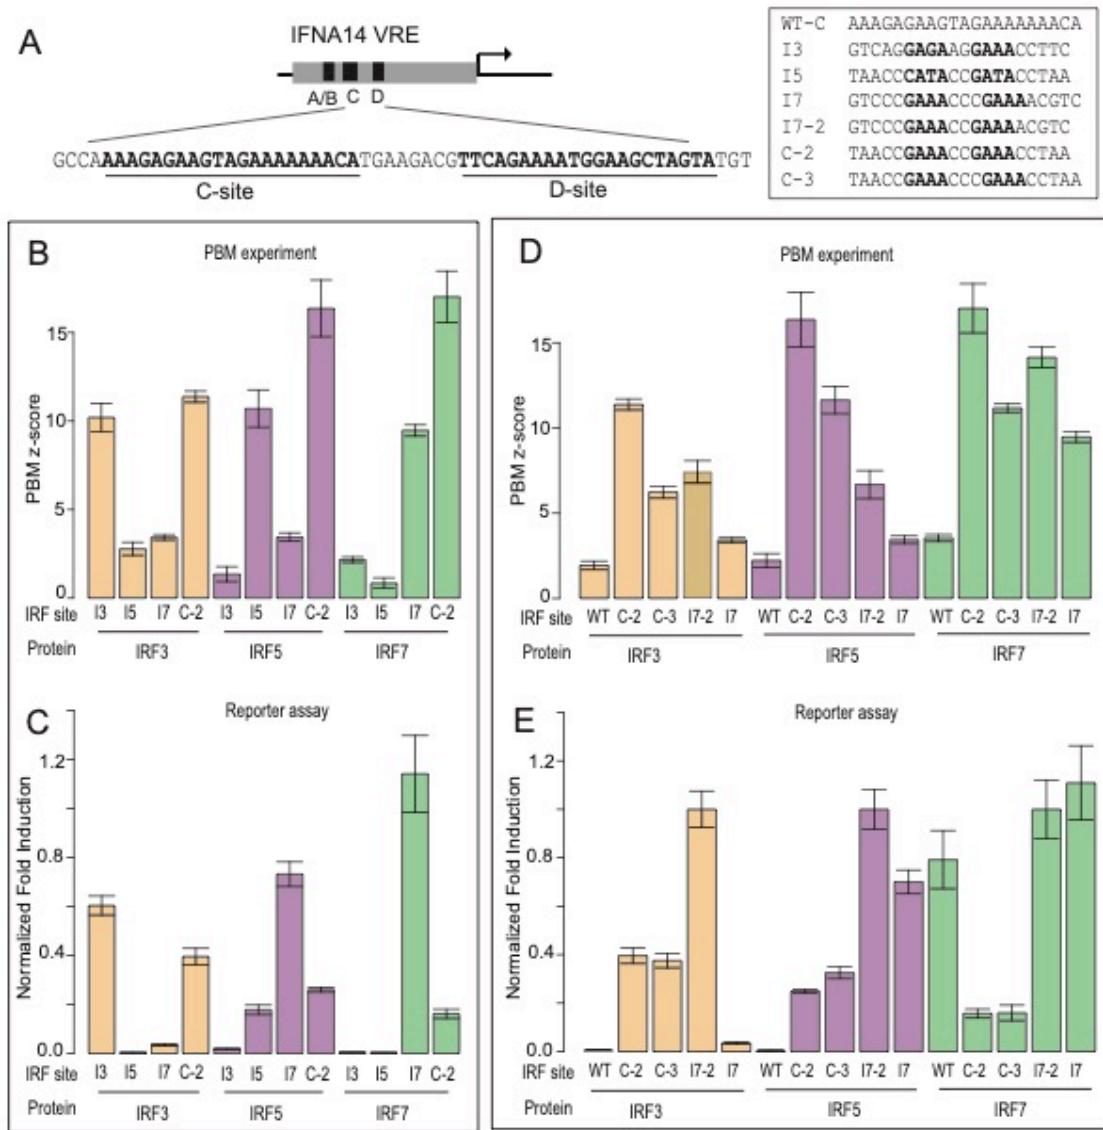 A
IFNA14 VRE
A/B C D
GCCAAAAGAGAAGTAGAAAAAAACATGAAGACGTTCAGAAAATGGAAGCTAGTATGT
C-site
D-site
WT-C AAAGAGAAGTAGAAAAAAACA
I3 GTCAGGAGAAGGAAACCTTC
I5 TAACCCATACCGATACCTAA
I7 GTCCCGAAACCCGAAAACGTC
I7-2 GTCCCGAAACCGAAAACGTC
C-2 TAACCGAAACCGAAACCTAA
C-3 TAACCGAAACCCGAAACCTAA
B
PBM experiment
PBM z-score
15
10
5
0
IRF site I3 I5 I7 C-2 I3 I5 I7 C-2 I3 I5 I7 C-2
Protein IRF3 IRF5 IRF7
C
Reporter assay
Normalized Fold Induction
1.2
0.8
0.4
0.0
IRF site I3 I5 I7 C-2 I3 I5 I7 C-2 I3 I5 I7 C-2
Protein IRF3 IRF5 IRF7
D
PBM experiment
PBM z-score
15
10
5
0
IRF site WT C-2 C-3 I7-2 I7 WT C-2 C-3 I7-2 I7 WT C-2 C-3 I7-2 I7
Protein IRF3 IRF5 IRF7
E
Reporter assay
Normalized Fold Induction
1.2
0.8
0.4
0.0
IRF site WT C-2 C-3 I7-2 I7 WT C-2 C-3 I7-2 I7 WT C-2 C-3 I7-2 I7
Protein IRF3 IRF5 IRF7